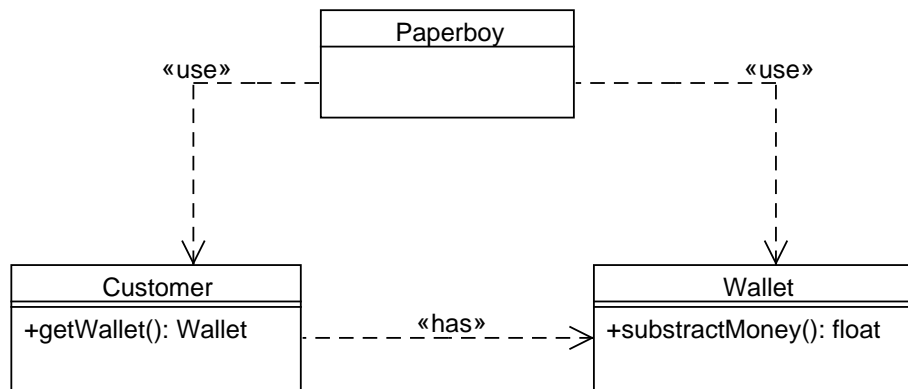 Paperboy
«use»
«use»
Customer
Wallet
+getWallet(): Wallet
«has»
+substractMoney(): float